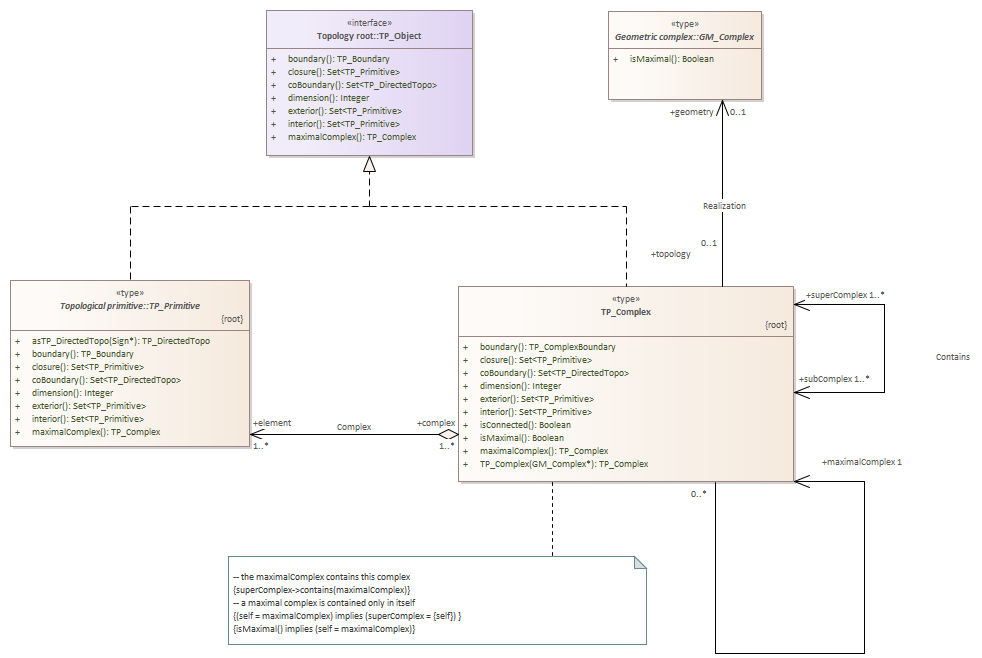 «interface»
Topology root::TP_Object
+ boundary(): TP_Boundary
+ closure(): Set<TP_Primitive>
+ coBoundary(): Set<TP_DirectedTopo>
+ dimension(): Integer
+ exterior(): Set<TP_Primitive>
+ interior(): Set<TP_Primitive>
+ maximalComplex(): TP_Complex
«type»
Geometric complex::GM_Complex
+ isMaximal(): Boolean
+geometry 0..1
Realization
0..1
+topology
«type»
Topological primitive::TP_Primitive
{root}
+ asTP_DirectedTopo(Sign*): TP_DirectedTopo
+ boundary(): TP_Boundary
+ closure(): Set<TP_Primitive>
+ coBoundary(): Set<TP_DirectedTopo>
+ dimension(): Integer
+ exterior(): Set<TP_Primitive>
+ interior(): Set<TP_Primitive>
+ maximalComplex(): TP_Complex
«type»
TP_Complex
{root}
+ boundary(): TP_ComplexBoundary
+ closure(): Set<TP_Primitive>
+ coBoundary(): Set<TP_DirectedTopo>
+ dimension(): Integer
+ exterior(): Set<TP_Primitive>
+ interior(): Set<TP_Primitive>
+ isConnected(): Boolean
+ isMaximal(): Boolean
+ maximalComplex(): TP_Complex
+ TP_Complex(GM_Complex*): TP_Complex
+superComplex 1..*
Contains
+subComplex 1..*
+element
Complex
+complex
1..*
1..*
+maximalComplex 1
0..*
-- the maximalComplex contains this complex
{superComplex->contains(maximalComplex)}
-- a maximal complex is contained only in itself
{(self = maximalComplex) implies (superComplex = {self}) }
{isMaximal() implies (self = maximalComplex)}